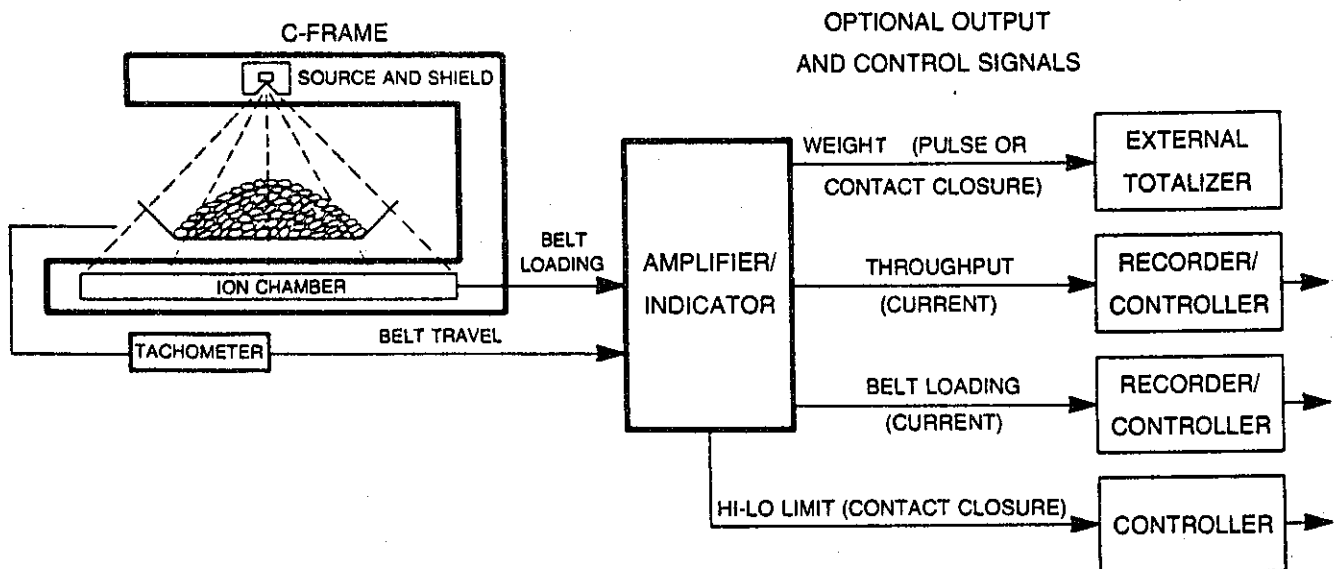 OPTIONAL OUTPUT
AND CONTROL SIGNALS
C-FRAME
SOURCE AND SHIELD
ION CHAMBER
BELT
LOADING
TACHOMETER
BELT TRAVEL
AMPLIFIER/
INDICATOR
WEIGHT (PULSE OR
CONTACT CLOSURE)
EXTERNAL
TOTALIZER
THROUGHPUT
(CURRENT)
RECORDER/
CONTROLLER
BELT LOADING
(CURRENT)
RECORDER/
CONTROLLER
HI-LO LIMIT (CONTACT CLOSURE)
CONTROLLER